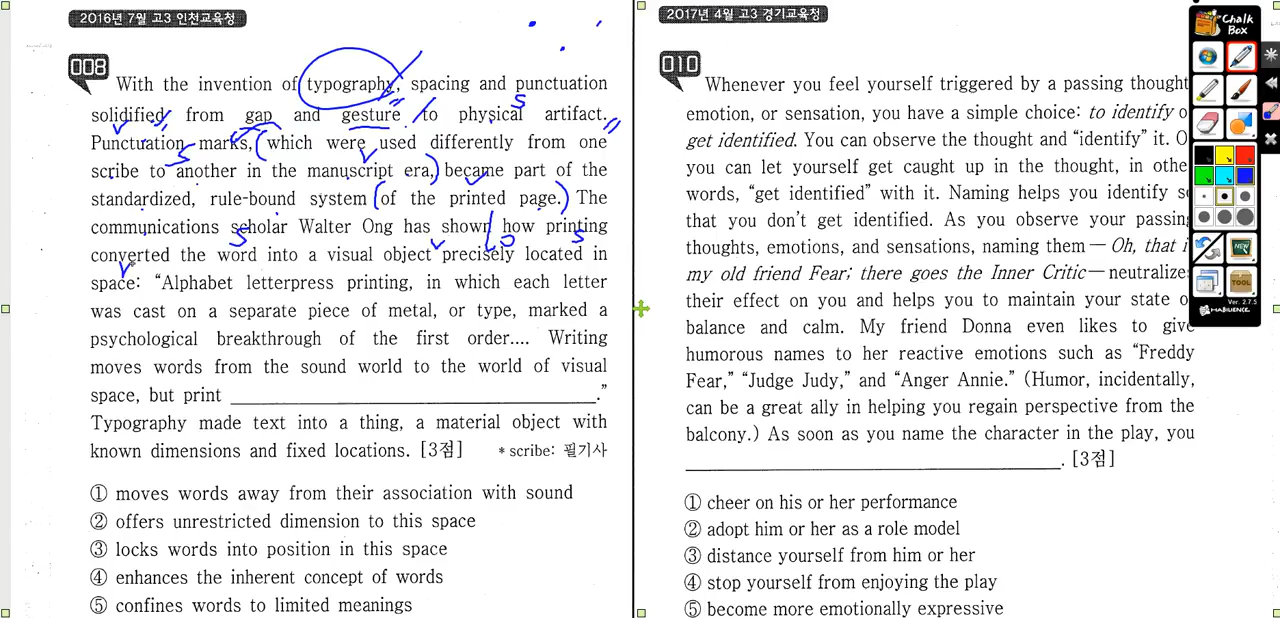 2016년 7월 고3 인천교육청
008
With the invention of typography, spacing and punctuation
solidified from gap and gesture to physical artifact.
Punctuation marks, which were used differently from one
scribe to another in the manuscript era, became part of the
standardized, rule-bound system of the printed page. The
communications scholar Walter Ong has shown how printing
converted the word into a visual object precisely located in
space: “Alphabet letterpress printing, in which each letter
was cast on a separate piece of metal, or type, marked a
psychological breakthrough of the first order.... Writing
moves words from the sound world to the world of visual
space, but print ______________________________.”
Typography made text into a thing, a material object with
known dimensions and fixed locations. [3점] * scribe: 필기사
① moves words away from their association with sound
② offers unrestricted dimension to this space
③ locks words into position in this space
④ enhances the inherent concept of words
⑤ confines words to limited meanings
2017년 4월 고3 경기교육청
010
Whenever you feel yourself triggered by a passing thought
emotion, or sensation, you have a simple choice: to identify o
get identified. You can observe the thought and “identify” it. O
you can let yourself get caught up in the thought, in othe
words, “get identified” with it. Naming helps you identify s
that you don’t get identified. As you observe your passin
thoughts, emotions, and sensations, naming them — Oh, that i
my old friend Fear; there goes the Inner Critic — neutralize
their effect on you and helps you to maintain your state o
balance and calm. My friend Donna even likes to give
humorous names to her reactive emotions such as “Freddy
Fear,” “Judge Judy,” and “Anger Annie.” (Humor, incidentally,
can be a great ally in helping you regain perspective from the
balcony.) As soon as you name the character in the play, you
______________________________. [3점]
① cheer on his or her performance
② adopt him or her as a role model
③ distance yourself from him or her
④ stop yourself from enjoying the play
⑤ become more emotionally expressive
Chalk
Box
NEW
TOOL
Ver. 2.7.5
MABILIENCE